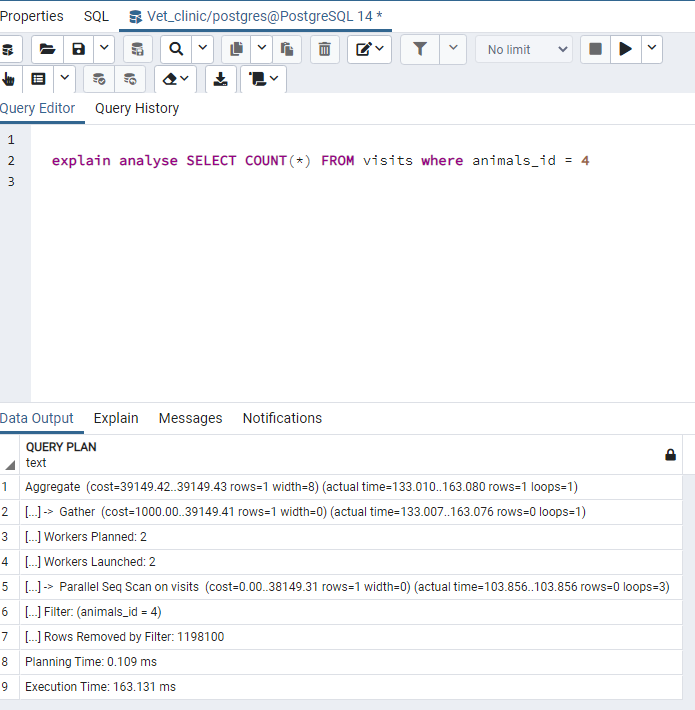 Properties SQL Vet_clinic/postgres@PostgreSQL 14 *
No limit
Query Editor Query History
1
2 explain analyse SELECT COUNT(*) FROM visits where animals_id = 4
3
Data Output Explain Messages Notifications
QUERY PLAN
text
1 Aggregate (cost=39149.42..39149.43 rows=1 width=8) (actual time=133.010..163.080 rows=1 loops=1)
2 [...] -> Gather (cost=1000.00..39149.41 rows=1 width=0) (actual time=133.007..163.076 rows=0 loops=1)
3 [...] Workers Planned: 2
4 [...] Workers Launched: 2
5 [...] -> Parallel Seq Scan on visits (cost=0.00..38149.31 rows=1 width=0) (actual time=103.856..103.856 rows=0 loops=3)
6 [...] Filter: (animals_id = 4)
7 [...] Rows Removed by Filter: 1198100
8 Planning Time: 0.109 ms
9 Execution Time: 163.131 ms